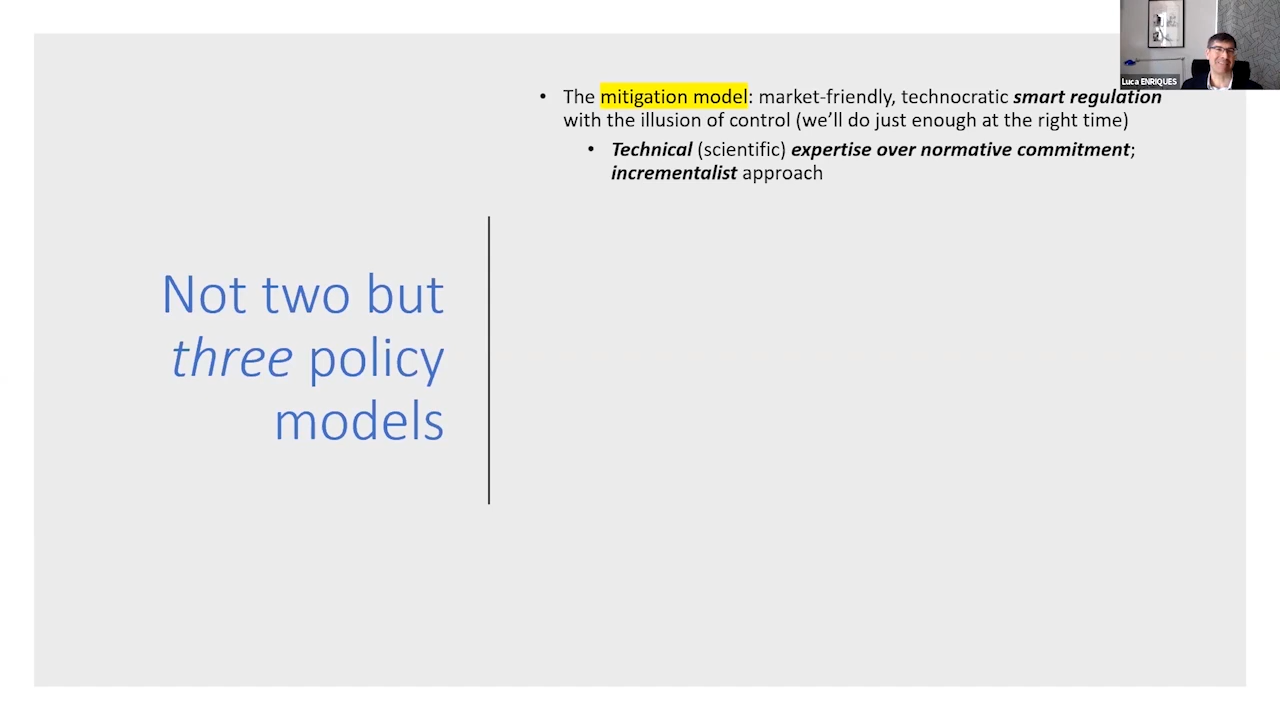 Luca ENRIQUES
• The mitigation model: market-friendly, technocratic smart regulation
with the illusion of control (we’ll do just enough at the right time)
• Technical (scientific) expertise over normative commitment;
incrementalist approach
Not two but
three policy
models